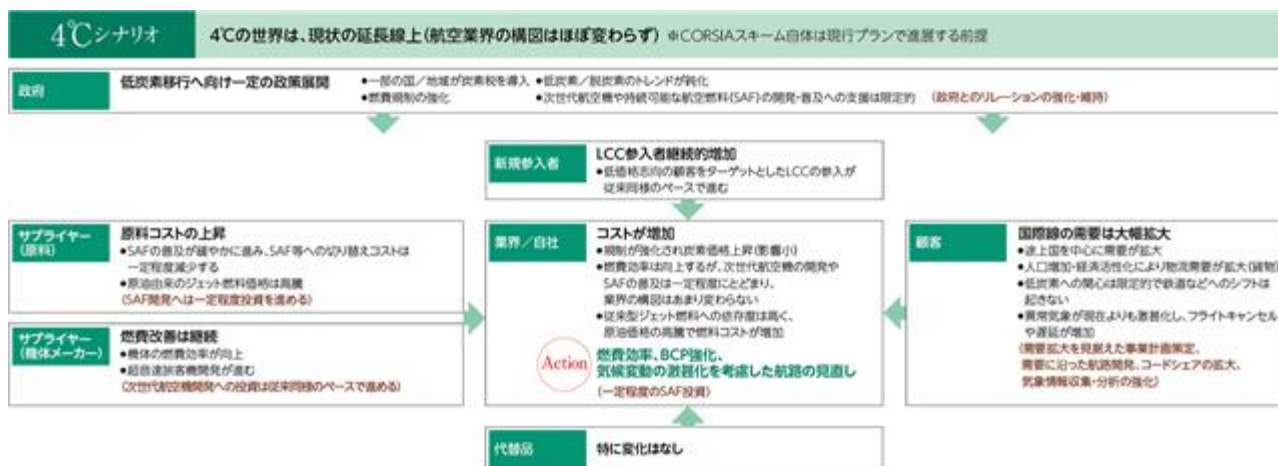 4℃シナリオ
4℃の世界は、現状の延長線上(航空業界の構図はほぼ変わらず) ※CORSIAスキーム自体は現行プランで進展する前提
政府
低炭素移行へ向け一定の政策展開
●一部の国/地域が炭素税を導入 ●低炭素/脱炭素のトレンドが鈍化
●燃費規制の強化 ●次世代航空機や持続可能な航空燃料(SAF)の開発・普及への支援は限定的 (政府とのリレーションの強化・維持)
新規参入者
LCC参入者継続的増加
●低価格志向の顧客をターゲットとしたLCCの参入が
従来同様のペースで進む
サプライヤー
(原料)
原料コストの上昇
●SAFの普及が緩やかに進み、SAF等への切り替えコストは
一定程度減少する
●原油由来のジェット燃料価格は高騰
(SAF開発へは一定程度投資を進める)
サプライヤー
(機体メーカー)
燃費改善は継続
●機体の燃費効率が向上
●超音速旅客機開発が進む
(次世代航空機開発への投資は従来同様のペースで進める)
業界/自社
コストが増加
●規制が強化され炭素価格上昇(影響小)
●燃費効率は向上するが、次世代航空機の開発や
SAFの普及は一定程度にとどまり、
業界の構図はあまり変わらない
●従来型ジェット燃料への依存度は高く、
原油価格の高騰で燃料コストが増加
Action
燃費効率、BCP強化、
気候変動の激甚化を考慮した航路の見直し
(一定程度のSAF投資)
顧客
国際線の需要は大幅拡大
●途上国を中心に需要が拡大
●人口増加・経済活性化により物流需要が拡大(貨物)
●低炭素への関心は限定的で鉄道などへのシフトは
起きない
●異常気象が現在よりも激甚化し、フライトキャンセル
や遅延が増加
(需要拡大を見据えた事業計画策定、
需要に沿った航路開発、コードシェアの拡大、
気象情報収集・分析の強化)
代替品
特に変化はなし